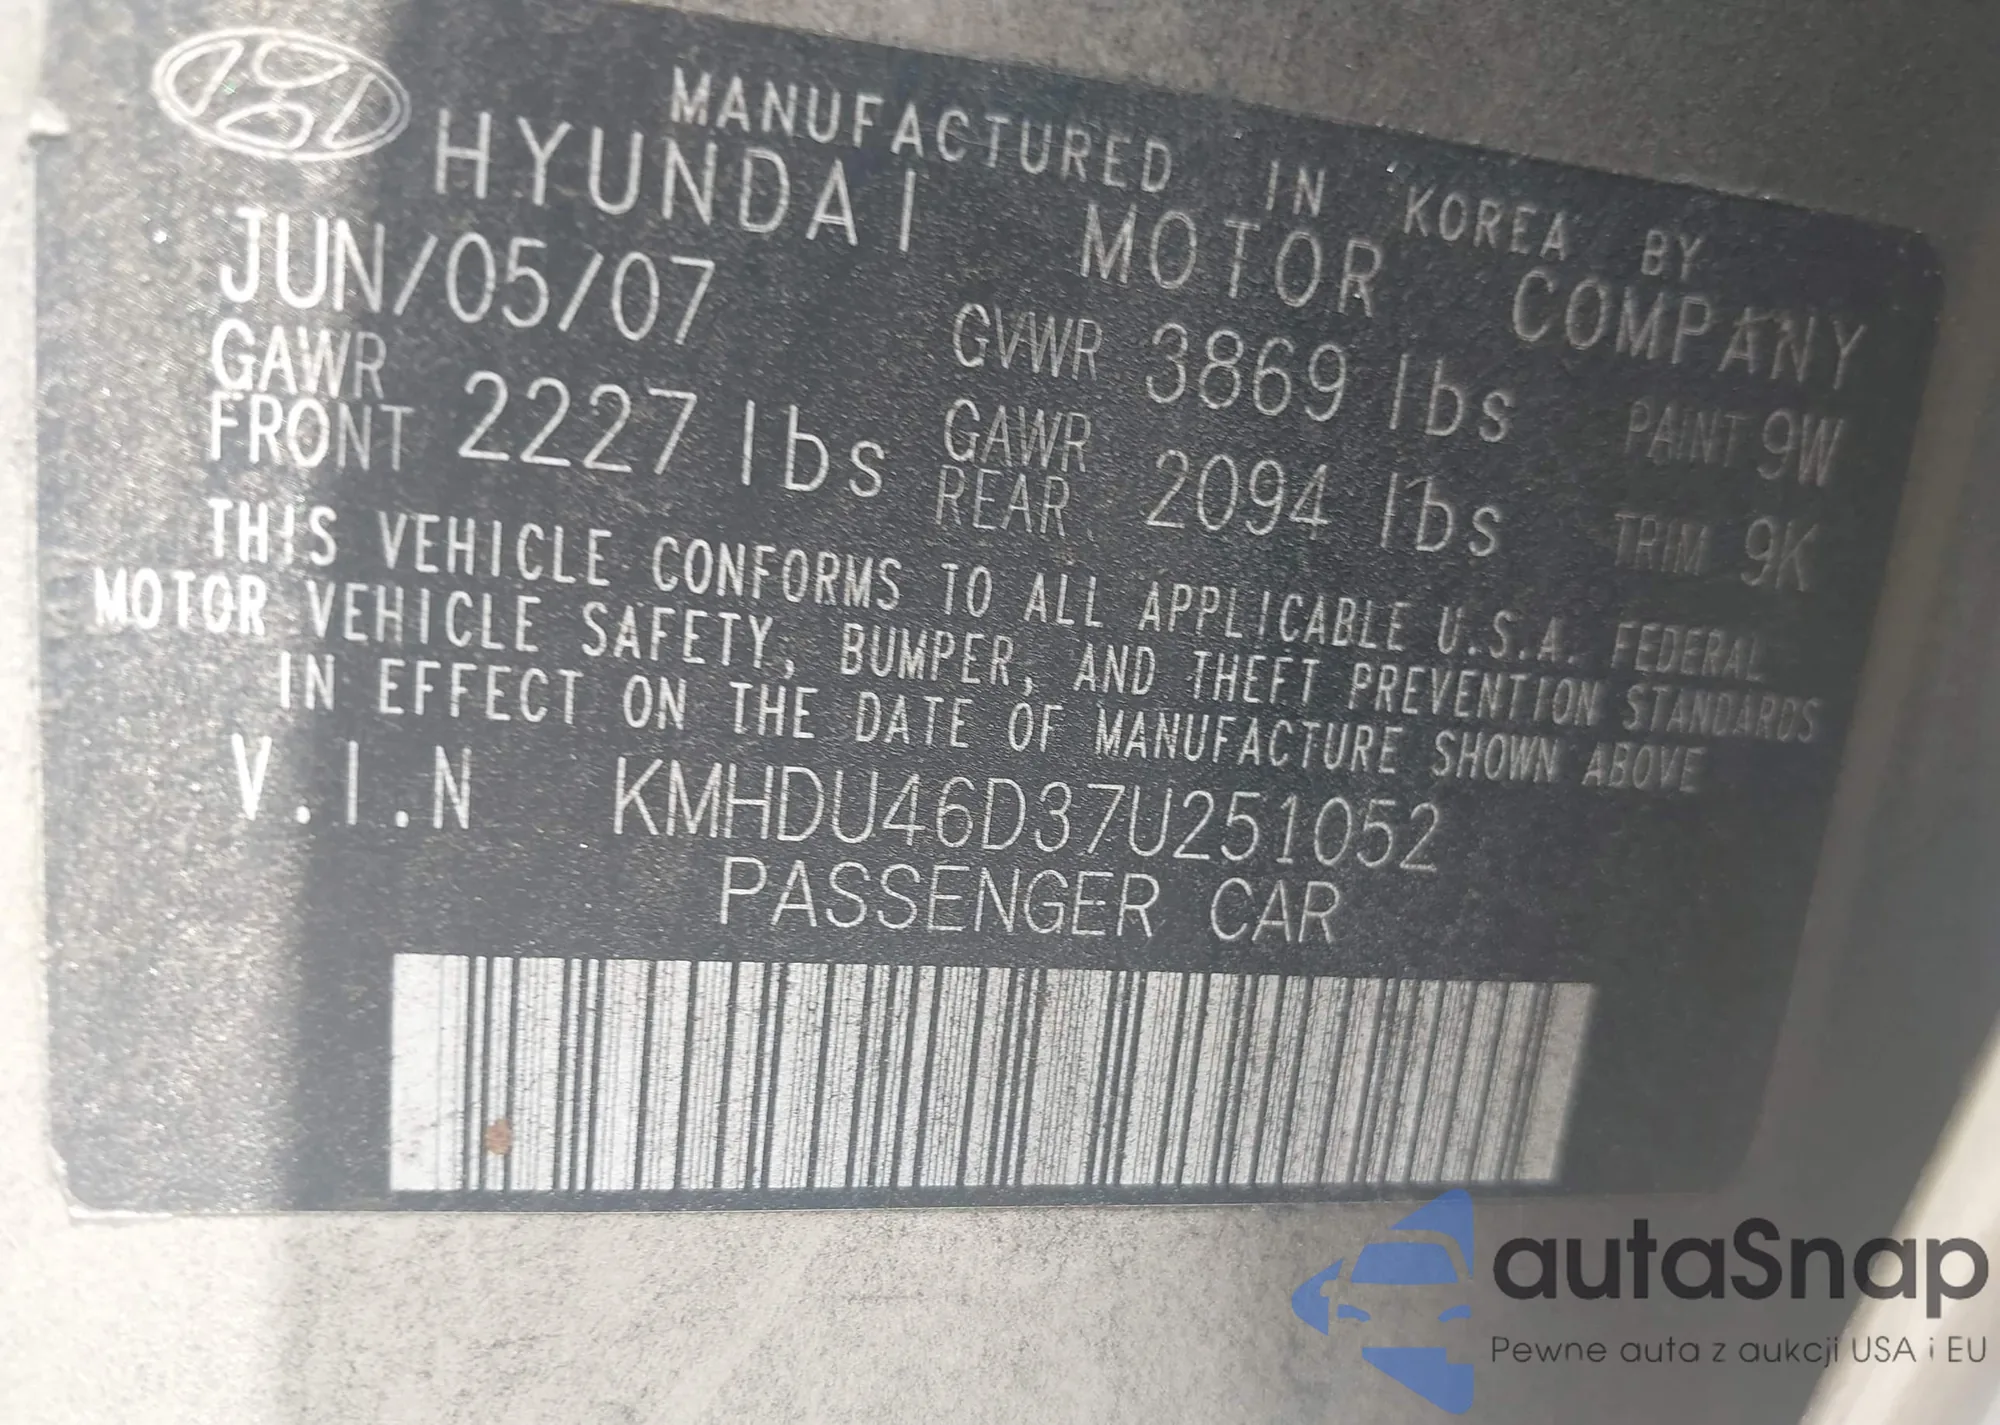 MANUFACTURED IN KOREA BY
HYUNDAI MOTOR COMPANY
JUN/05/07 GVWR 3869 lbs PAINT 9W
GAWR FRONT 2227 lbs GAWR REAR 2094 lbs TRIM 9K
THIS VEHICLE CONFORMS TO ALL APPLICABLE U.S.A. FEDERAL
MOTOR VEHICLE SAFETY, BUMPER, AND THEFT PREVENTION STANDARDS
IN EFFECT ON THE DATE OF MANUFACTURE SHOWN ABOVE
V.I.N KMHDU46D37U251052
PASSENGER CAR
autaSnap
Pewne auta z aukcji USA i EU